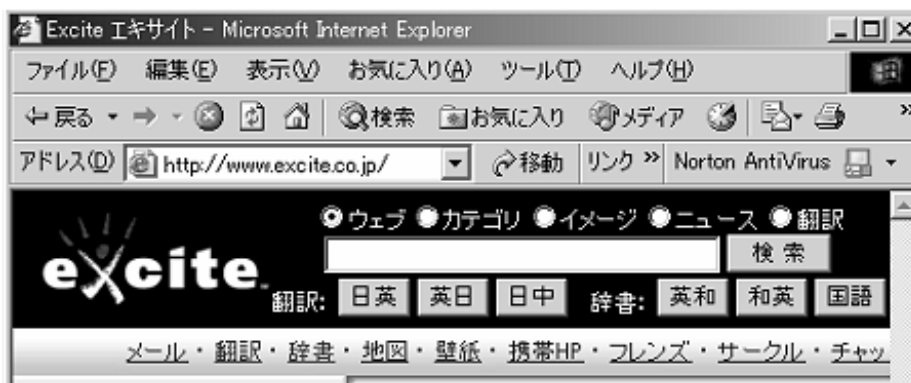 Excite エキサイト - Microsoft Internet Explorer
ファイル(F) 編集(E) 表示(V) お気に入り(A) ツール(T) ヘルプ(H)
戻る 検索 お気に入り メディア »
アドレス(D) http://www.excite.co.jp/ 移動 リンク » Norton AntiVirus
ウェブ カテゴリ イメージ ニュース 翻訳
excite. 検索
翻訳: 日英 英日 日中 辞書: 英和 和英 国語
メール・翻訳・辞書・地図・壁紙・携帯HP・フレンズ・サークル・チャッ